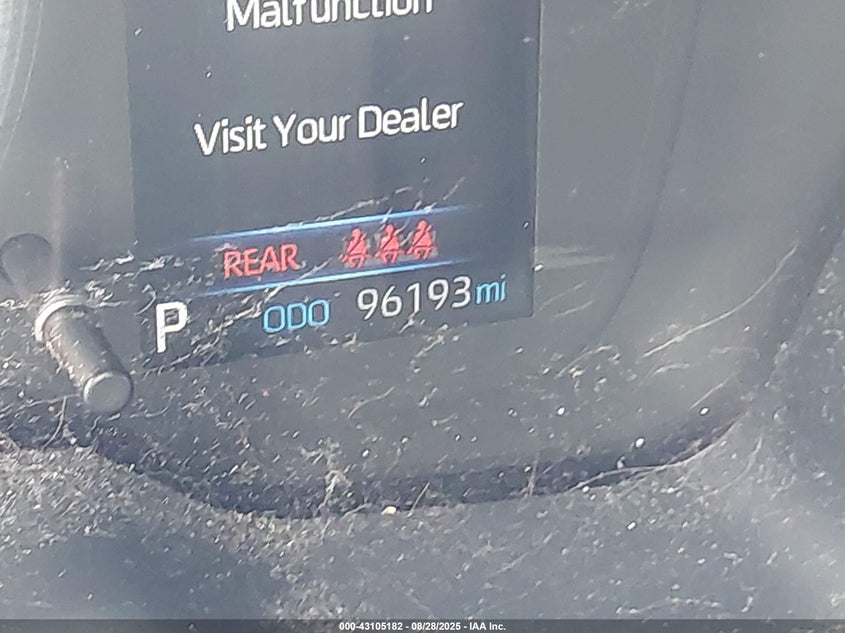 Malfunction
Visit Your Dealer
REAR
P ODO 96193 mi
000-43105182 - 08/28/2025 - IAA Inc.